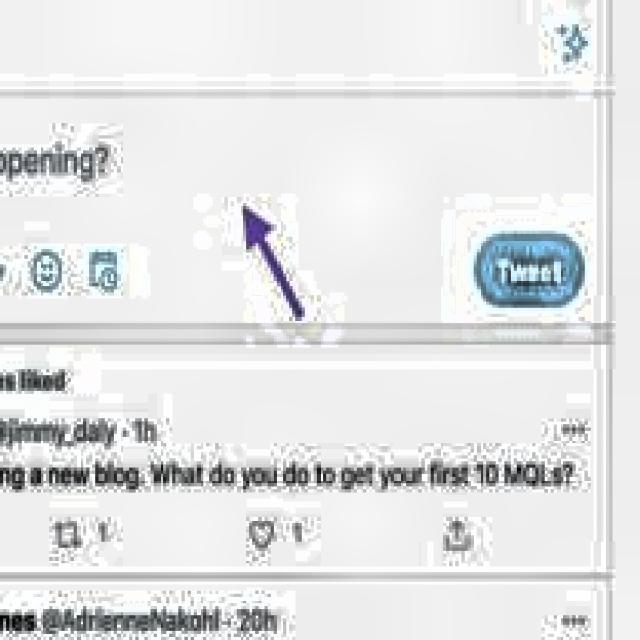 opening?
Tweet
es liked
@jimmy_daly · 1h
ng a new blog. What do you do to get your first 10 MQLs?
1 1
nes @AdrienneNakohl · 20h